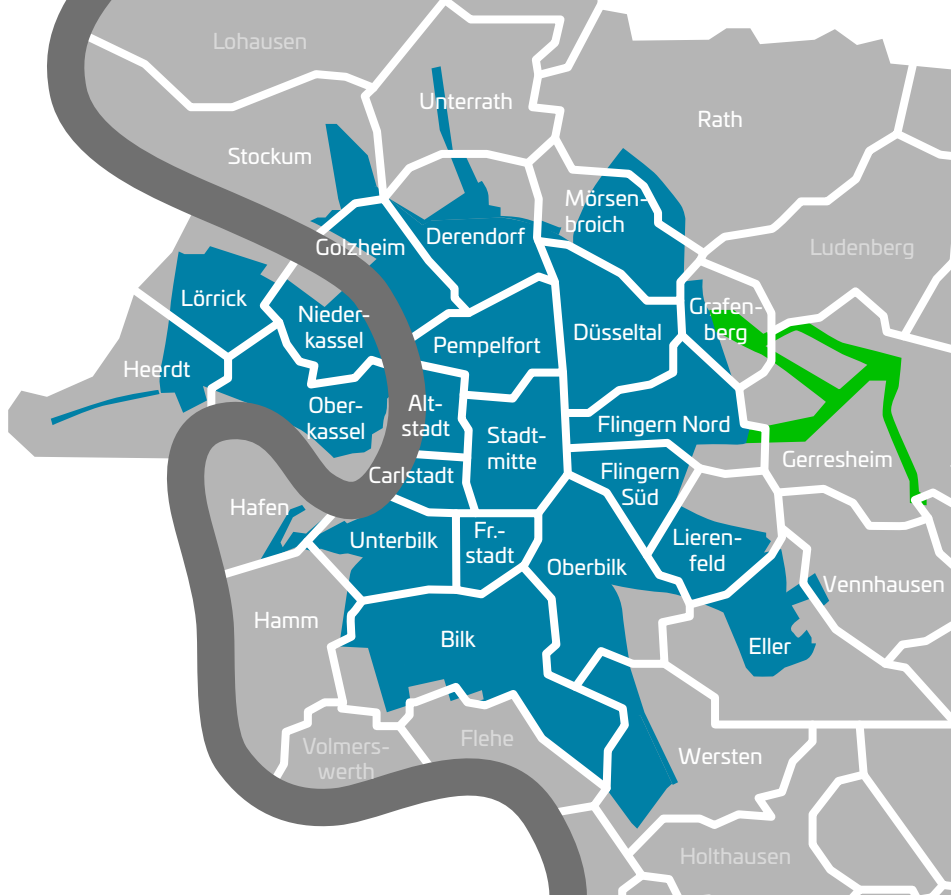 Lohausen
Unterrath
Rath
Stockum
Mörsen-
broich
Golzheim
Derendorf
Ludenberg
Lörrick
Nieder-
kassel
Grafen-
berg
Düsseltal
Pempelfort
Heerdt
Ober-
kassel
Alt-
stadt
Flingern Nord
Stadt-
mitte
Gerresheim
Carlstadt
Flingern
Süd
Hafen
Unterbilk
Fr.-
stadt
Lieren-
feld
Oberbilk
Vennhausen
Hamm
Bilk
Eller
Volmers-
werth
Flehe
Wersten
Holthausen